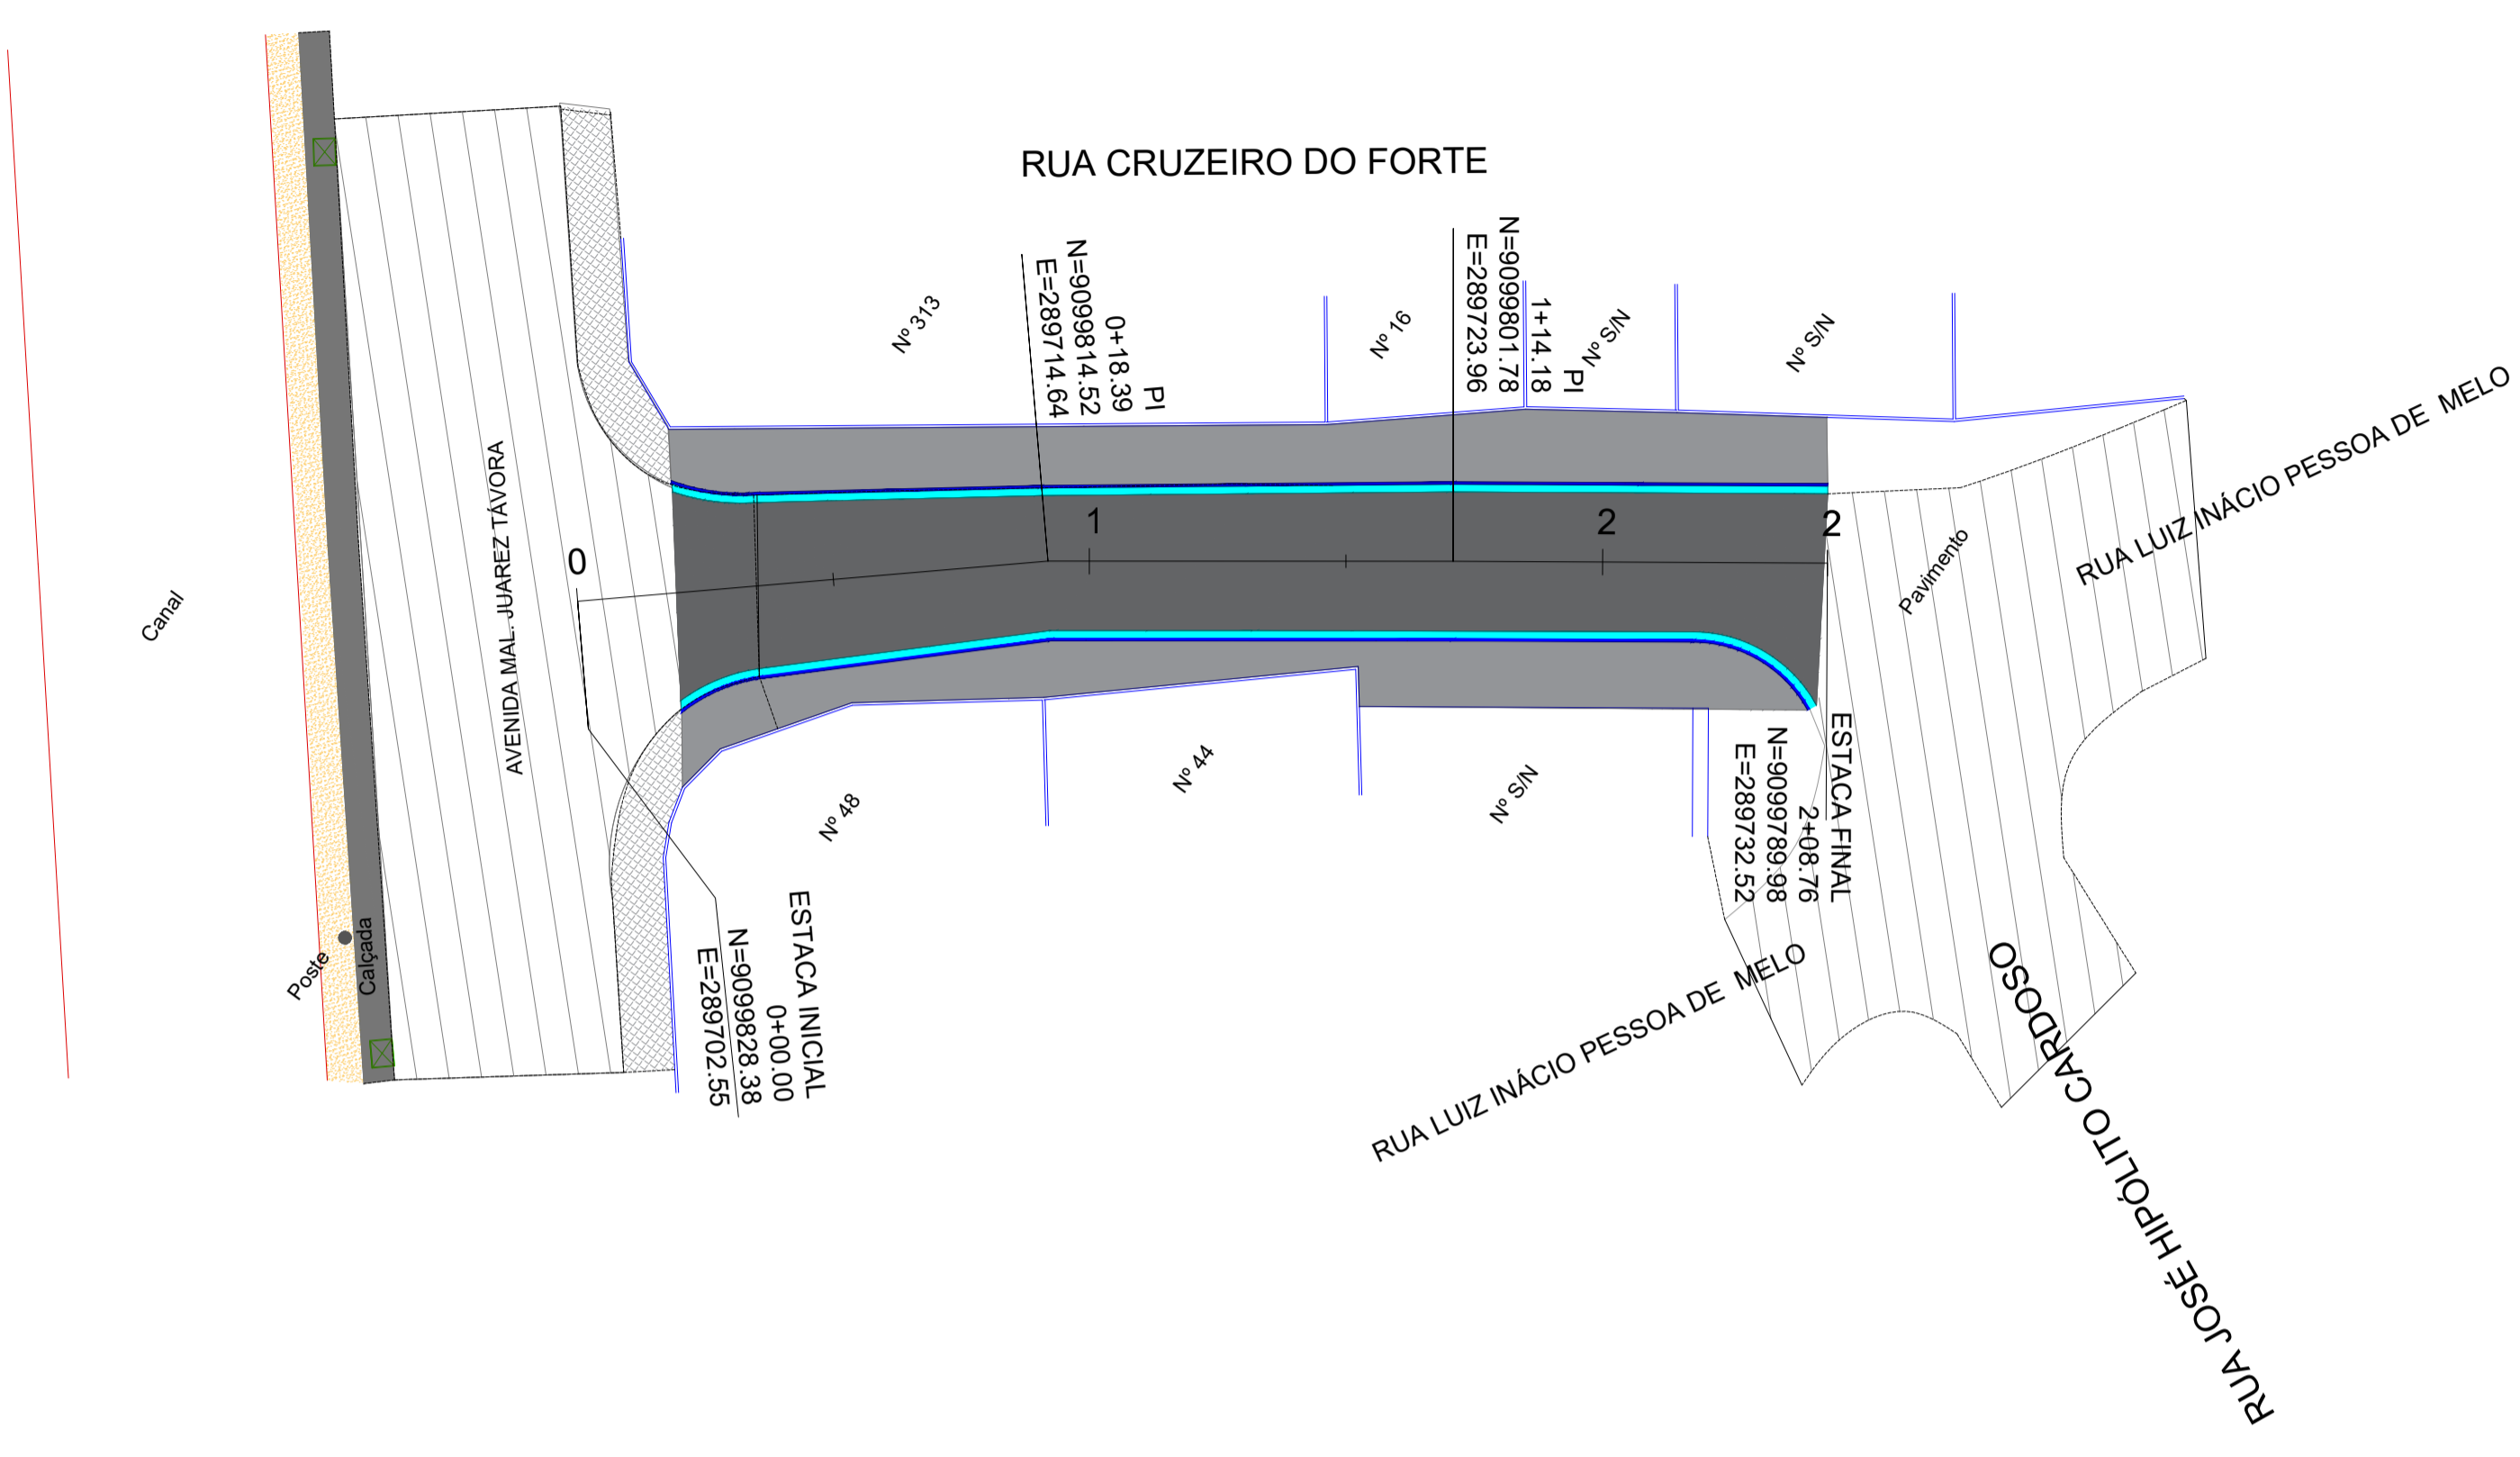 RUA CRUZEIRO DO FORTE
Nº 313
PI
0+18.39
N=9099814.52
E=289714.64
Nº 16
PI
1+14.18
N=9099801.78
E=289723.96
Nº S/N
Nº S/N
RUA LUIZ INÁCIO PESSOA DE MELO
AVENIDA MAL. JUAREZ TÁVORA
0
1
2
2
Pavimento
Canal
Poste
Calçada
Nº 48
Nº 44
Nº S/N
ESTACA INICIAL
0+00.00
N=9099828.38
E=289702.55
ESTACA FINAL
2+08.76
N=9099789.98
E=289732.52
RUA LUIZ INÁCIO PESSOA DE MELO
RUA JOSÉ HIPÓLITO CARDOSO